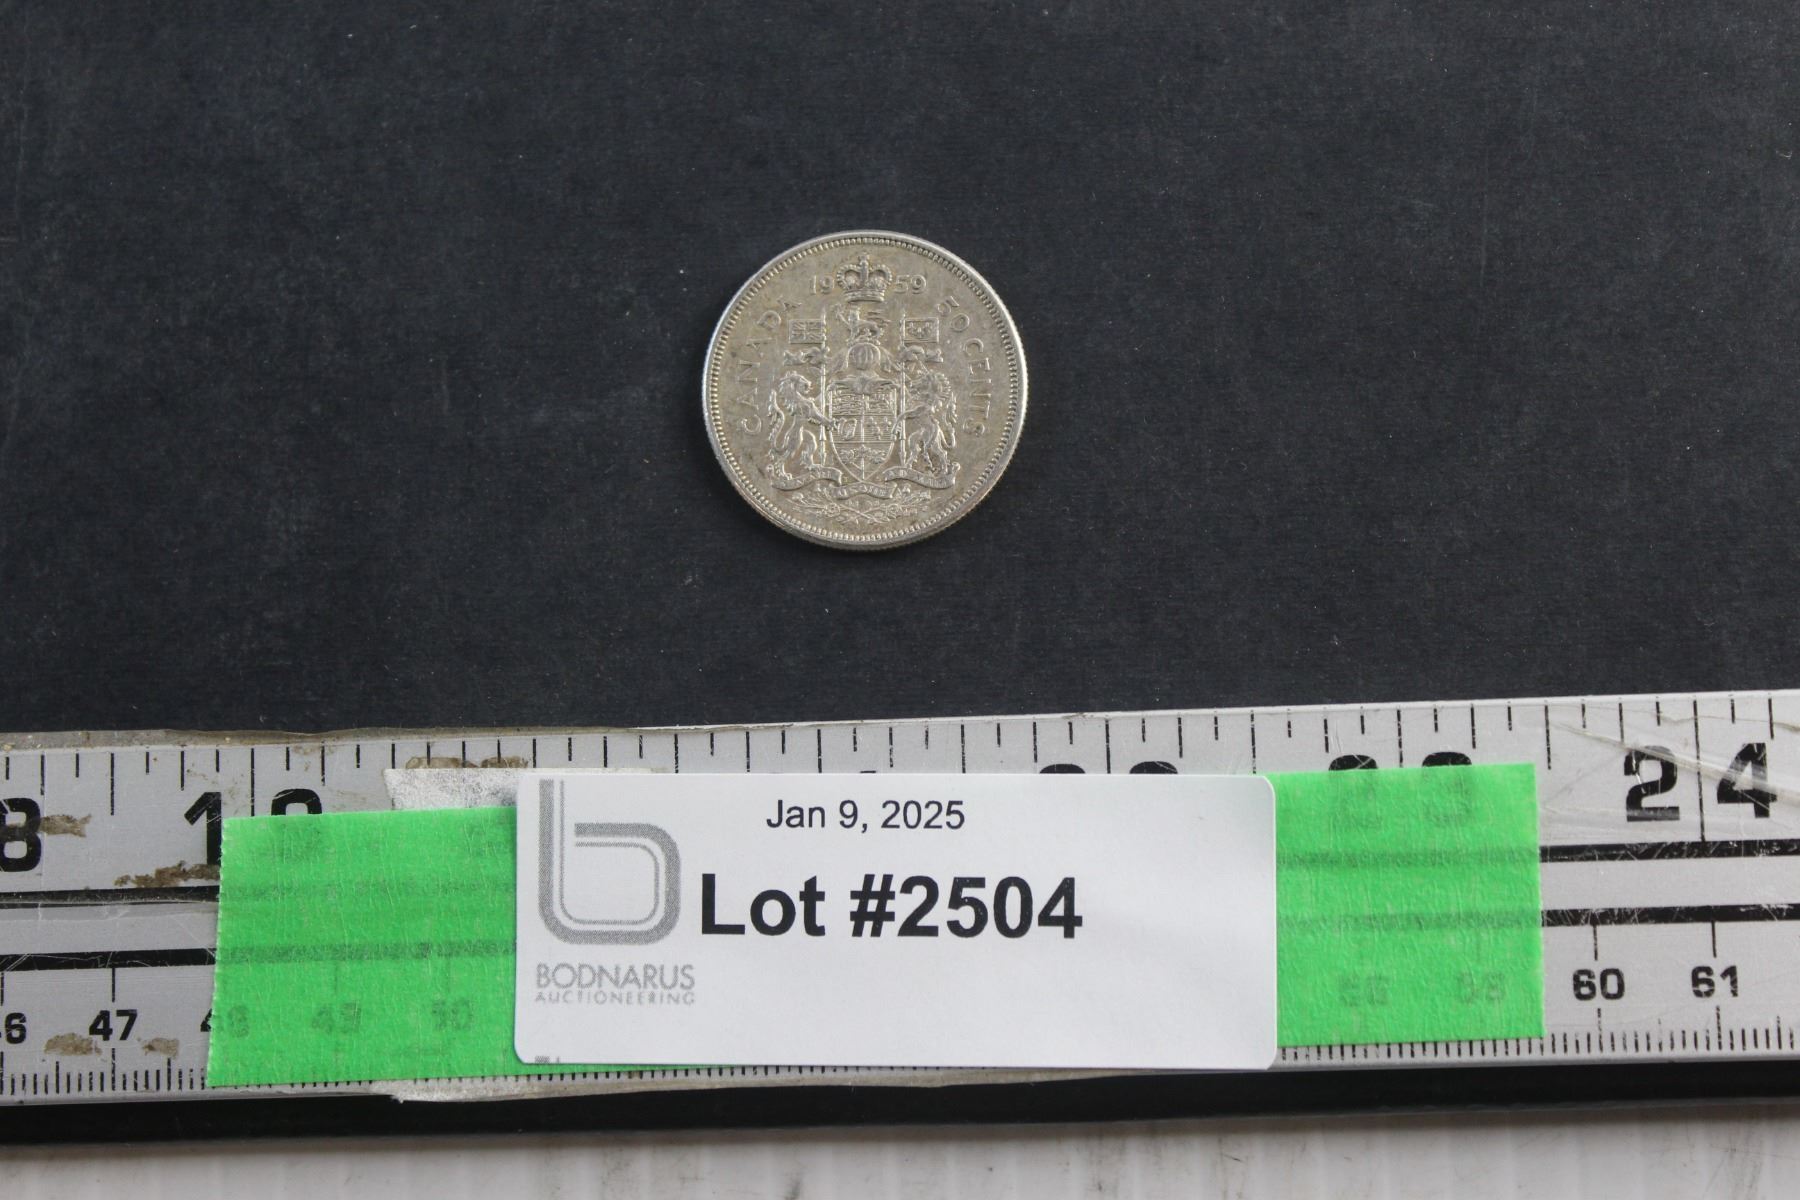 CANADA 1959 50 CENTS
24
Jan 9, 2025
Lot #2504
BODNARUS
AUCTIONEERING
47
60
61